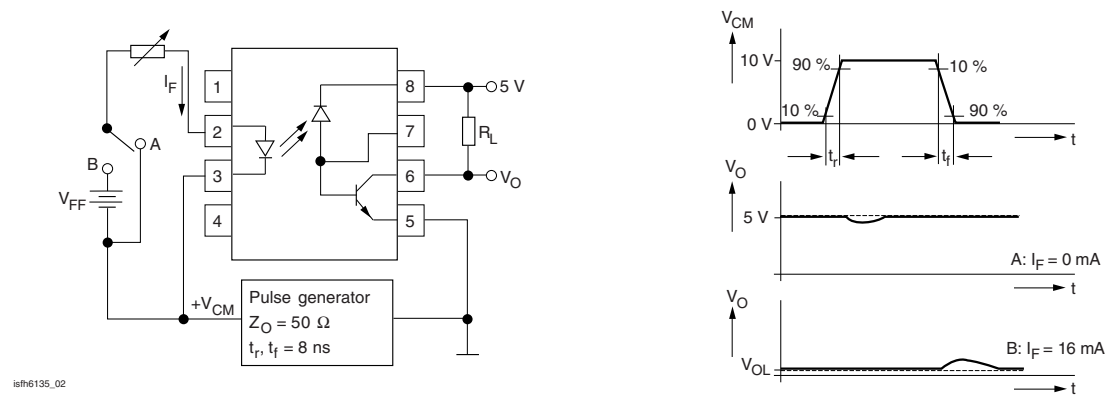 I_F
A
B
V_FF
1
2
3
4
8
7
6
5
5 V
R_L
V_O
+V_CM
Pulse generator
Z_O = 50 Ω
t_r, t_f = 8 ns
isfh6135_02
V_CM
10 V
90 %
10 %
10 %
90 %
0 V
t
t_r
t_f
V_O
5 V
A: I_F = 0 mA
t
V_O
B: I_F = 16 mA
V_OL
t